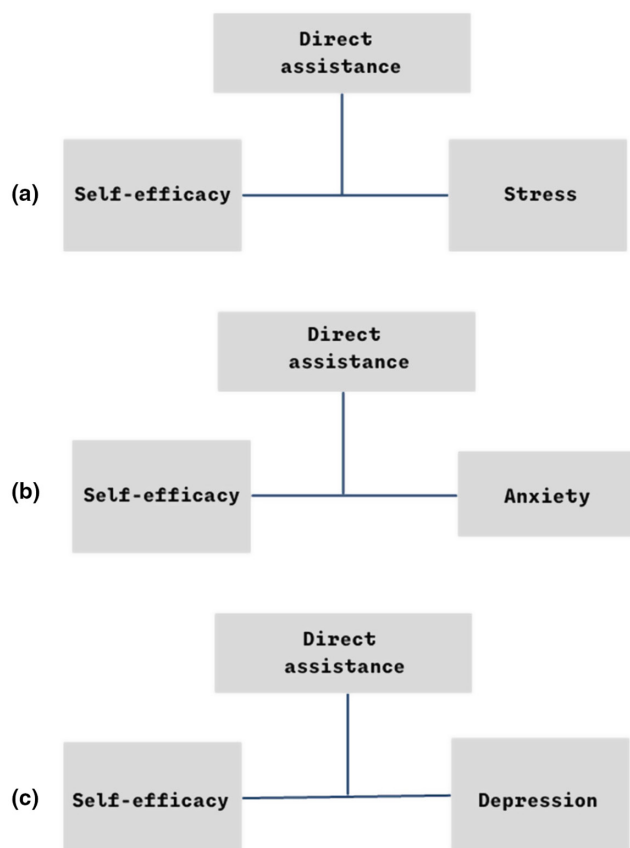 Direct
assistance
(a)
Self-efficacy
Stress
Direct
assistance
(b)
Self-efficacy
Anxiety
Direct
assistance
(c)
Self-efficacy
Depression